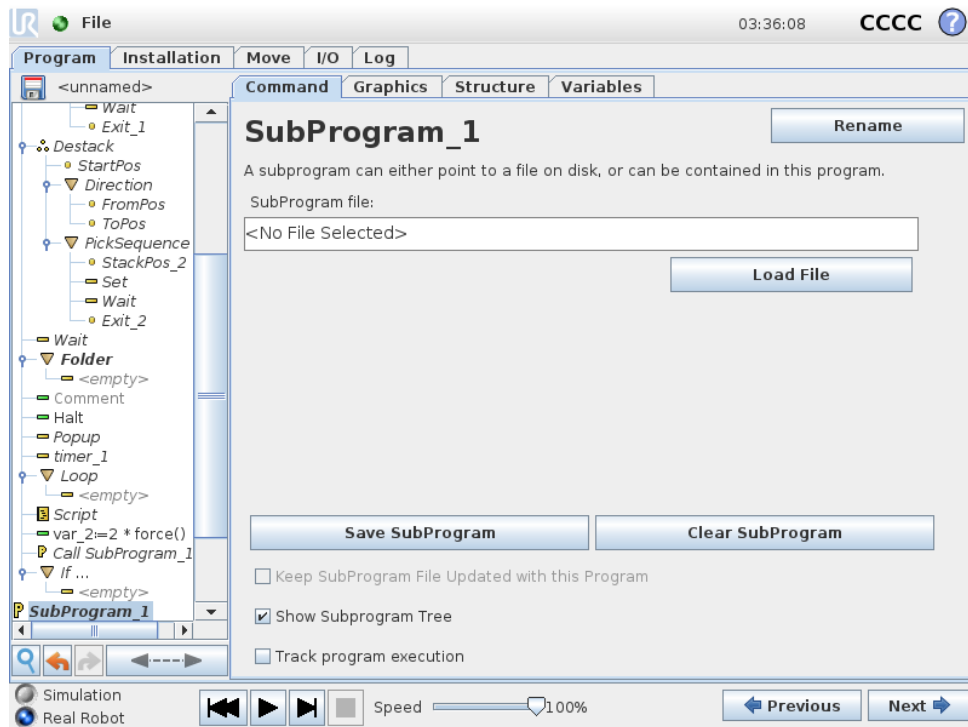 UR File 03:36:08 CCCC ?
Program Installation Move I/O Log
<unnamed>
Command Graphics Structure Variables
Wait
Exit_1
Destack
StartPos
Direction
FromPos
ToPos
PickSequence
StackPos_2
Set
Wait
Exit_2
Wait
Folder
<empty>
Comment
Halt
Popup
timer_1
Loop
<empty>
Script
var_2:=2 * force()
P Call SubProgram_1
If ...
<empty>
P SubProgram_1
SubProgram_1
Rename
A subprogram can either point to a file on disk, or can be contained in this program.
SubProgram file:
<No File Selected>
Load File
Save SubProgram Clear SubProgram
Keep SubProgram File Updated with this Program
Show Subprogram Tree
Track program execution
Simulation
Real Robot
Speed 100%
Previous Next